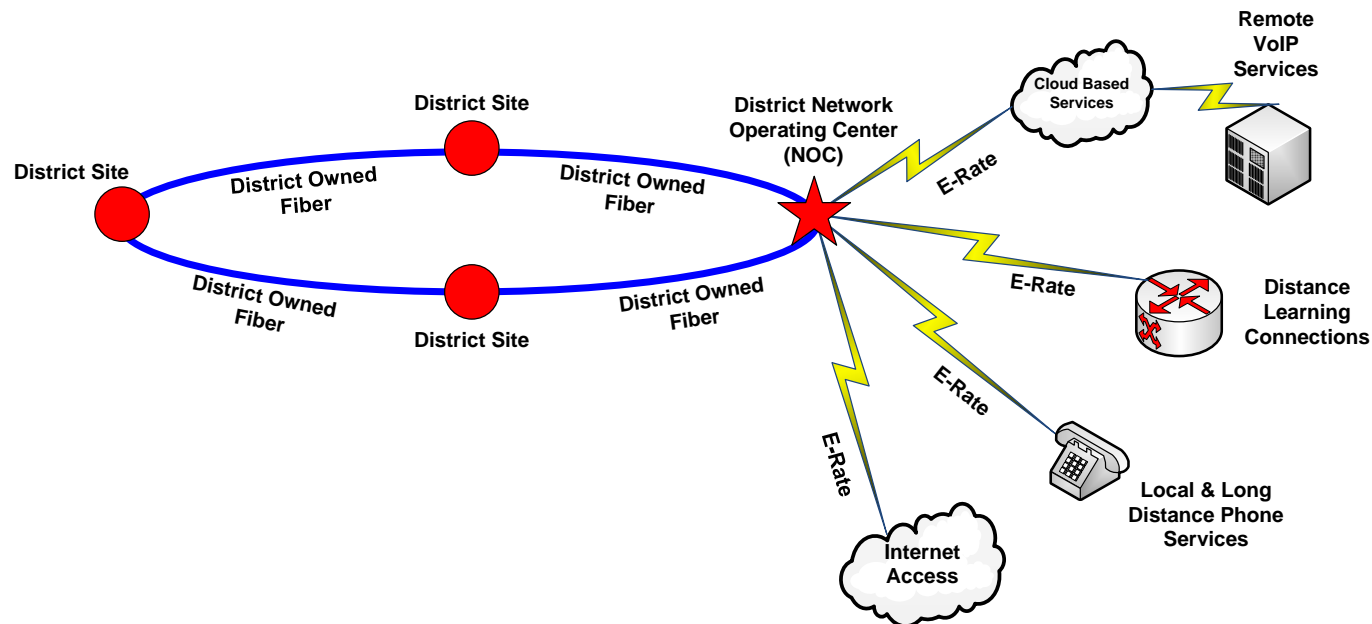 Remote
VoIP
Services
Cloud Based
Services
District Site
District Network
Operating Center
(NOC)
District Site
District Owned
Fiber
District Owned
Fiber
E-Rate
District Owned
Fiber
District Owned
Fiber
E-Rate
Distance
Learning
Connections
District Site
E-Rate
E-Rate
Local & Long
Distance Phone
Services
Internet
Access